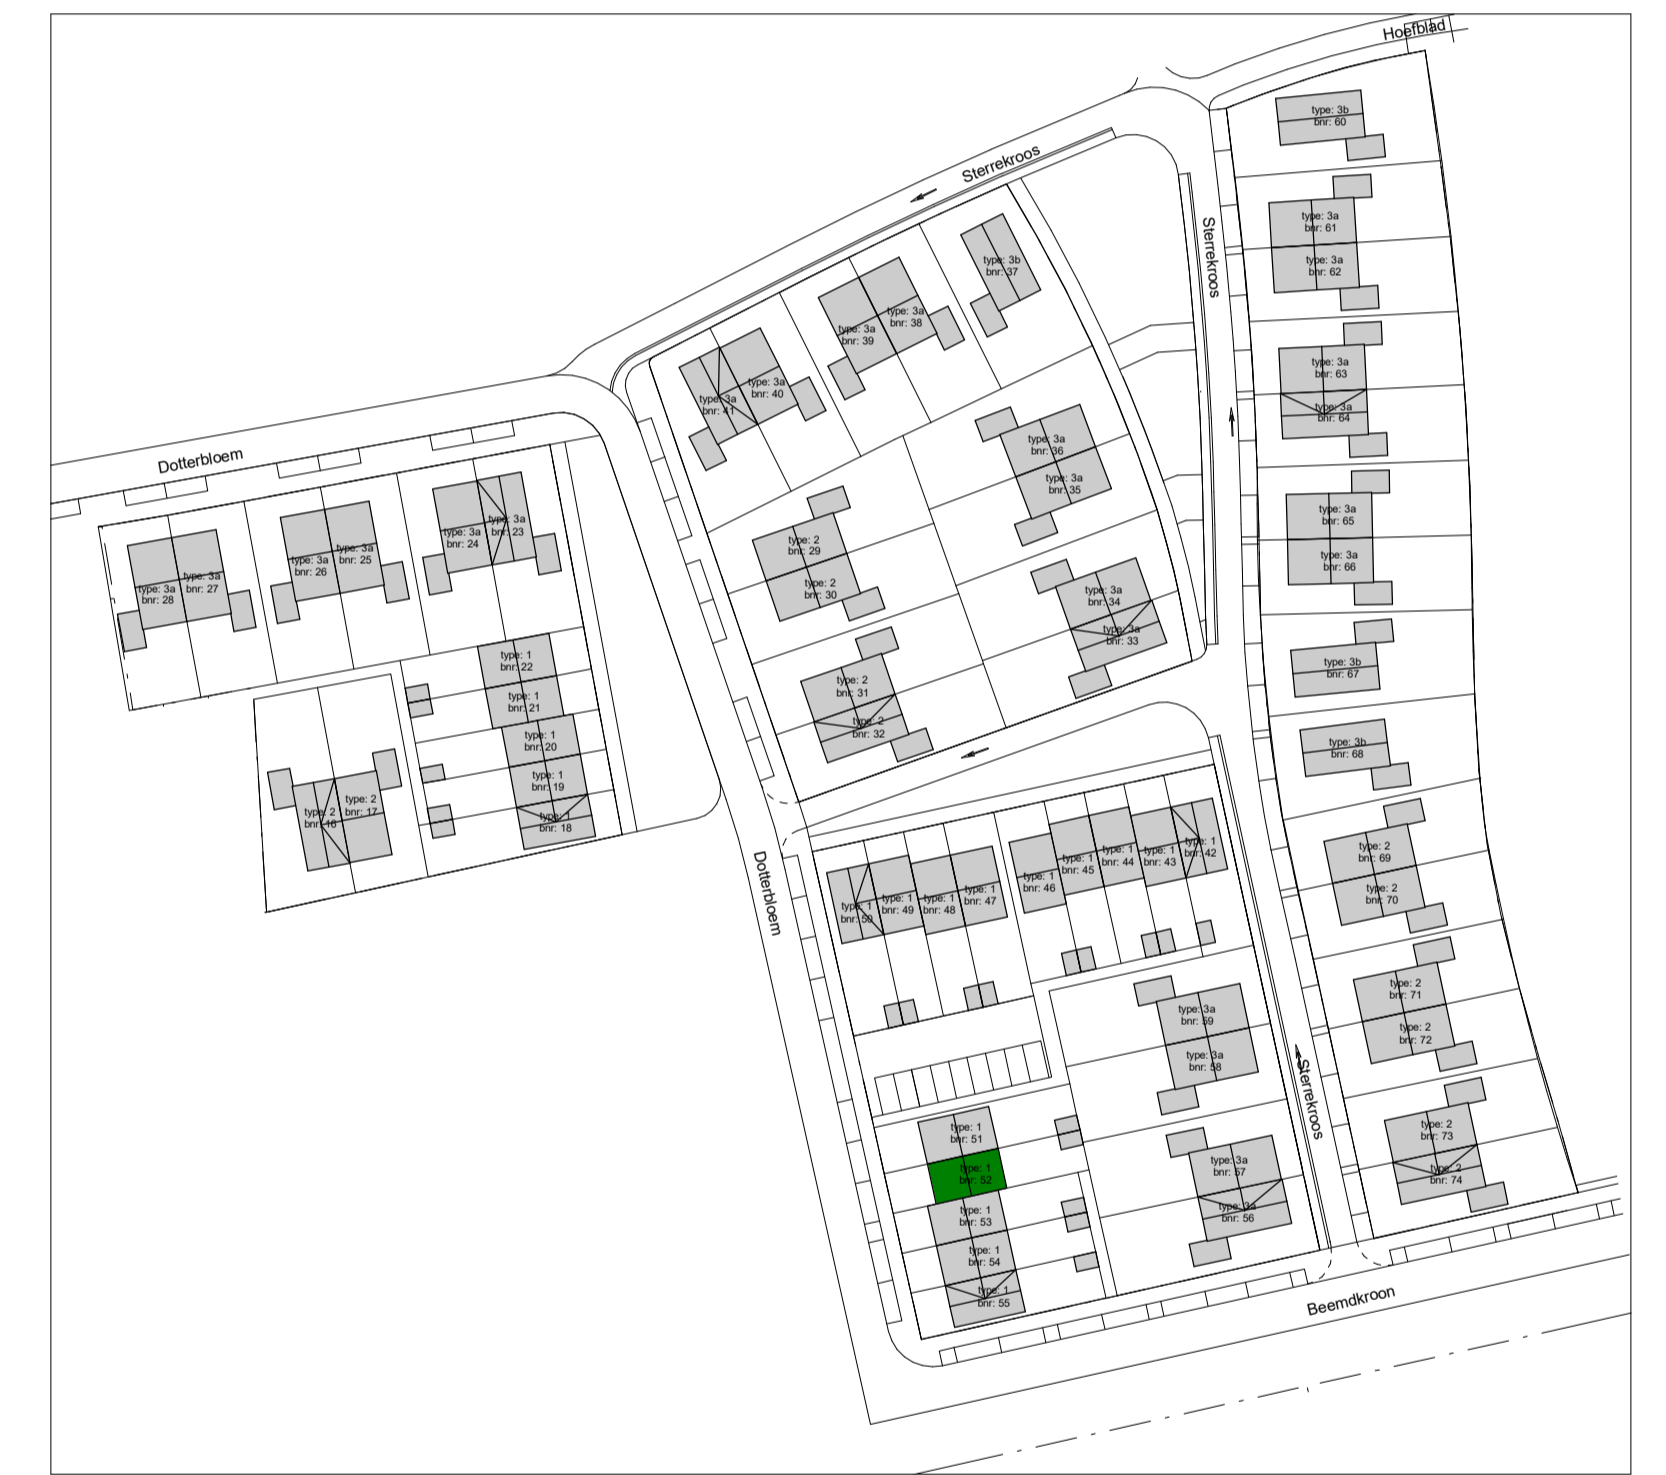 Hoefblad
type: 3b
bnr: 60
Sterrekroos
Sterrekroos
type: 3a
bnr: 61
type: 3a
bnr: 62
type: 3b
bnr: 37
type: 3a
bnr: 38
type: 3a
bnr: 39
type: 3a
bnr: 40
type: 3a
bnr: 41
type: 3a
bnr: 63
type: 3a
bnr: 64
type: 3a
bnr: 36
type: 3a
bnr: 35
Dotterbloem
type: 3a
bnr: 23
type: 3a
bnr: 24
type: 3a
bnr: 25
type: 3a
bnr: 26
type: 3a
bnr: 27
type: 3a
bnr: 28
type: 2
bnr: 29
type: 2
bnr: 30
type: 3a
bnr: 65
type: 3a
bnr: 66
type: 3a
bnr: 34
type: 3a
bnr: 33
type: 1
bnr: 22
type: 1
bnr: 21
type: 1
bnr: 20
type: 1
bnr: 19
type: 1
bnr: 18
type: 2
bnr: 17
type: 2
bnr: 16
type: 2
bnr: 31
type: 2
bnr: 32
type: 3b
bnr: 67
type: 3b
bnr: 68
type: 2
bnr: 69
type: 2
bnr: 70
Dotterbloem
type: 1
bnr: 50
type: 1
bnr: 49
type: 1
bnr: 48
type: 1
bnr: 47
type: 1
bnr: 46
type: 1
bnr: 45
type: 1
bnr: 44
type: 1
bnr: 43
type: 1
bnr: 42
type: 2
bnr: 71
type: 2
bnr: 72
type: 3a
bnr: 59
type: 3a
bnr: 58
Sterrekroos
type: 1
bnr: 51
type: 1
bnr: 52
type: 1
bnr: 53
type: 1
bnr: 54
type: 1
bnr: 55
type: 3a
bnr: 57
type: 3a
bnr: 56
type: 2
bnr: 73
type: 2
bnr: 74
Beemdkroon